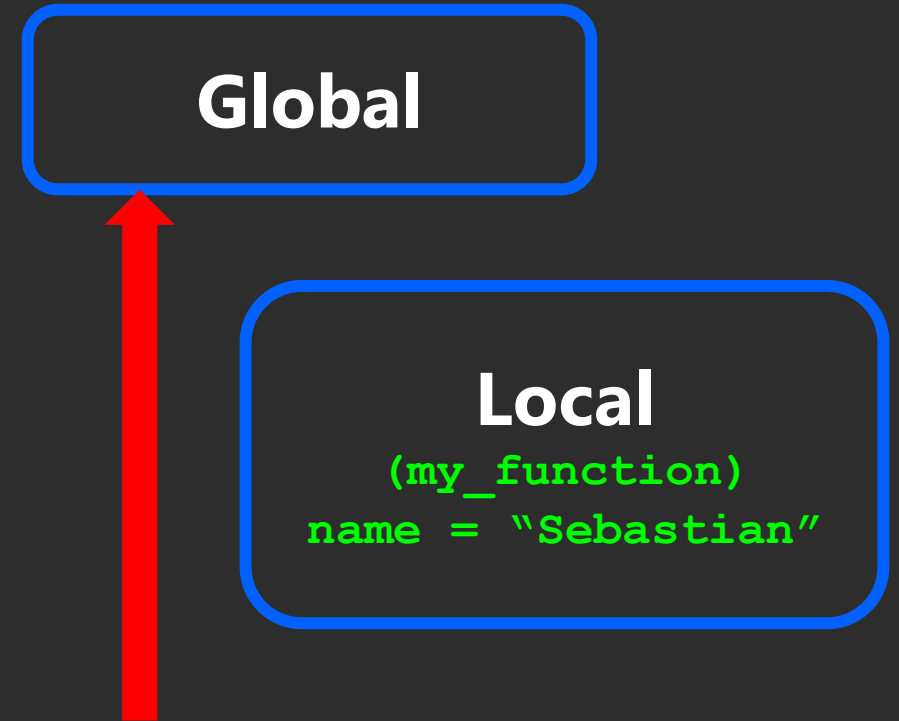 Global
Local
(my_function)
name = “Sebastian”